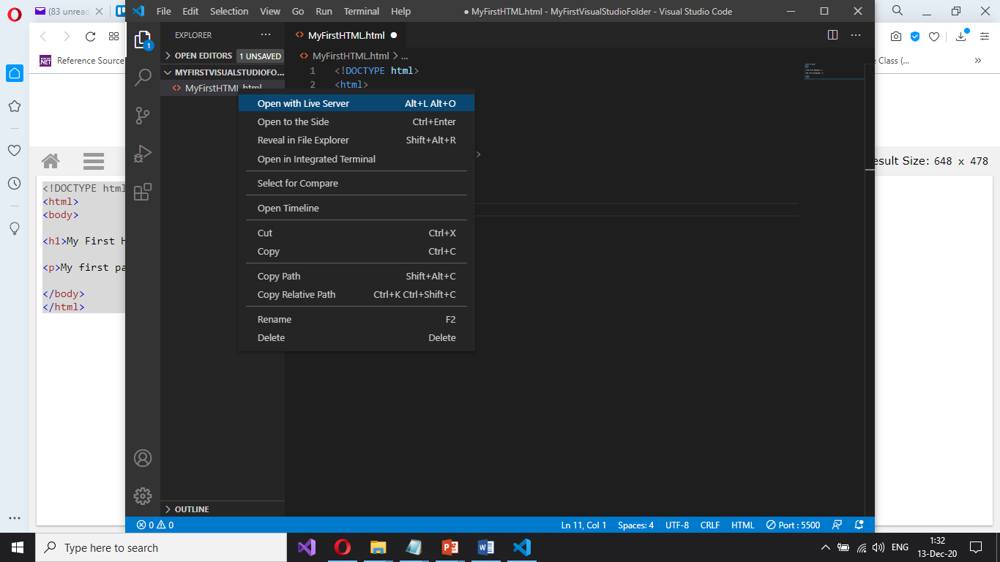 (83 unread
File Edit Selection View Go Run Terminal Help
● MyFirstHTML.html - MyFirstVisualStudioFolder - Visual Studio Code
Reference Source
e Class (...
EXPLORER
MyFirstHTML.html
OPEN EDITORS 1 UNSAVED
MYFIRSTVISUALSTUDIOFO...
MyFirstHTML.html
1
MyFirstHTML.html > ...
1 <!DOCTYPE html>
2 <html>
>
Open with Live Server Alt+L Alt+O
Open to the Side Ctrl+Enter
Reveal in File Explorer Shift+Alt+R
Open in Integrated Terminal
Select for Compare
Open Timeline
Cut Ctrl+X
Copy Ctrl+C
Copy Path Shift+Alt+C
Copy Relative Path Ctrl+K Ctrl+Shift+C
Rename F2
Delete Delete
esult Size: 648 x 478
<!DOCTYPE html
<html>
<body>
<h1>My First H
<p>My first pa
</body>
</html>
OUTLINE
0 0 Ln 11, Col 1 Spaces: 4 UTF-8 CRLF HTML Port : 5500
Type here to search
ENG
1:32
13-Dec-20